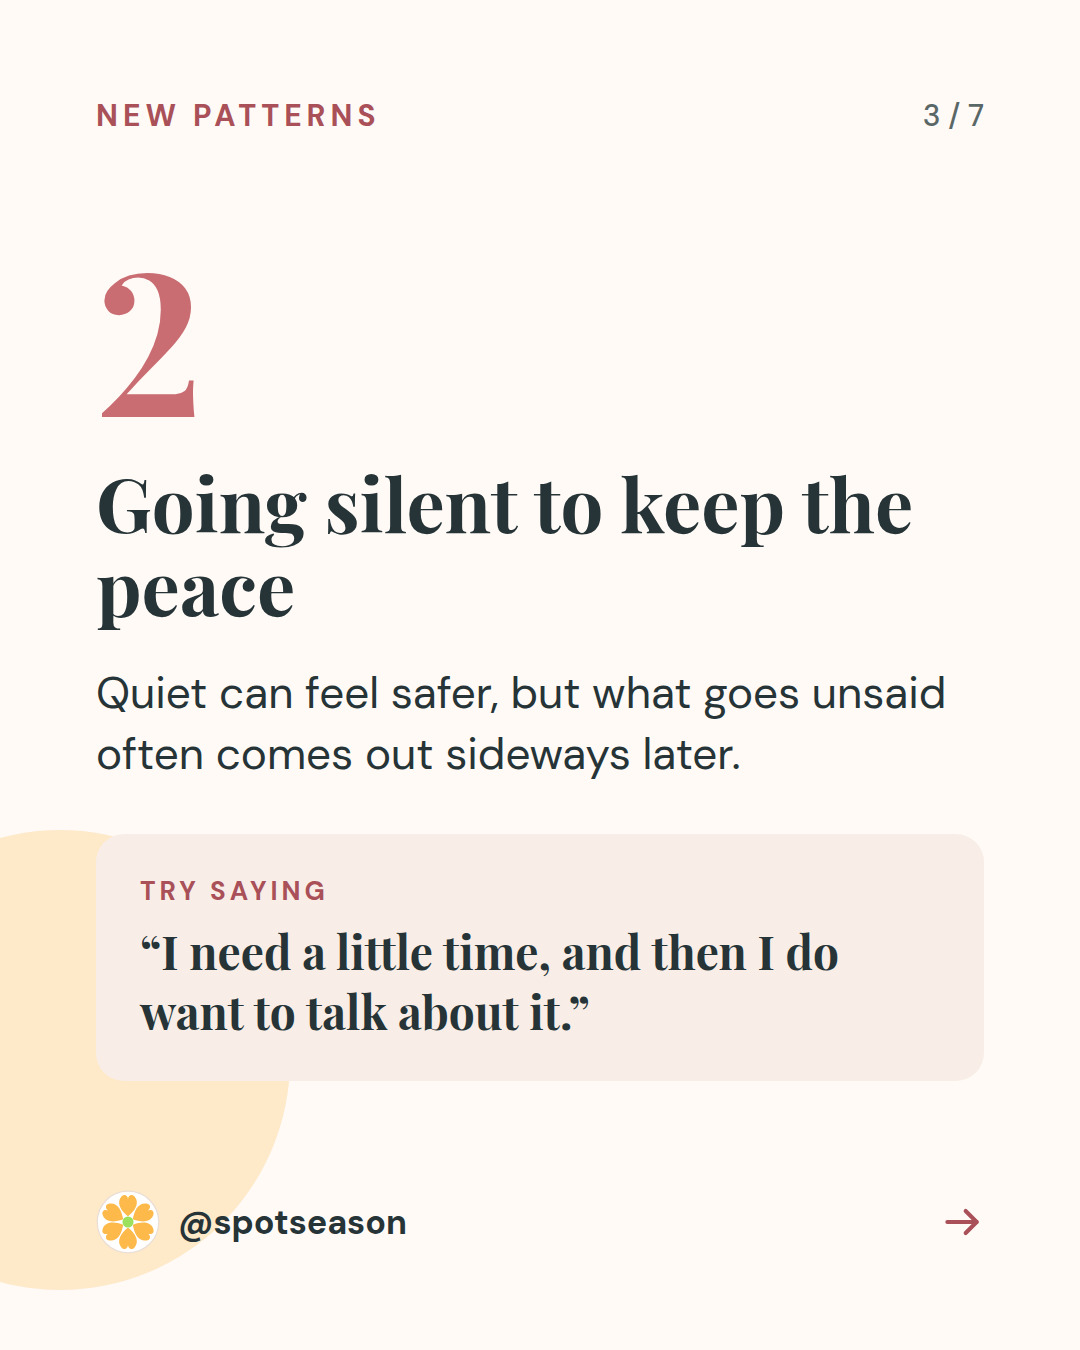 NEW PATTERNS
3 / 7
2
Going silent to keep the
peace
Quiet can feel safer, but what goes unsaid
often comes out sideways later.
TRY SAYING
“I need a little time, and then I do
want to talk about it.”
@spotseason